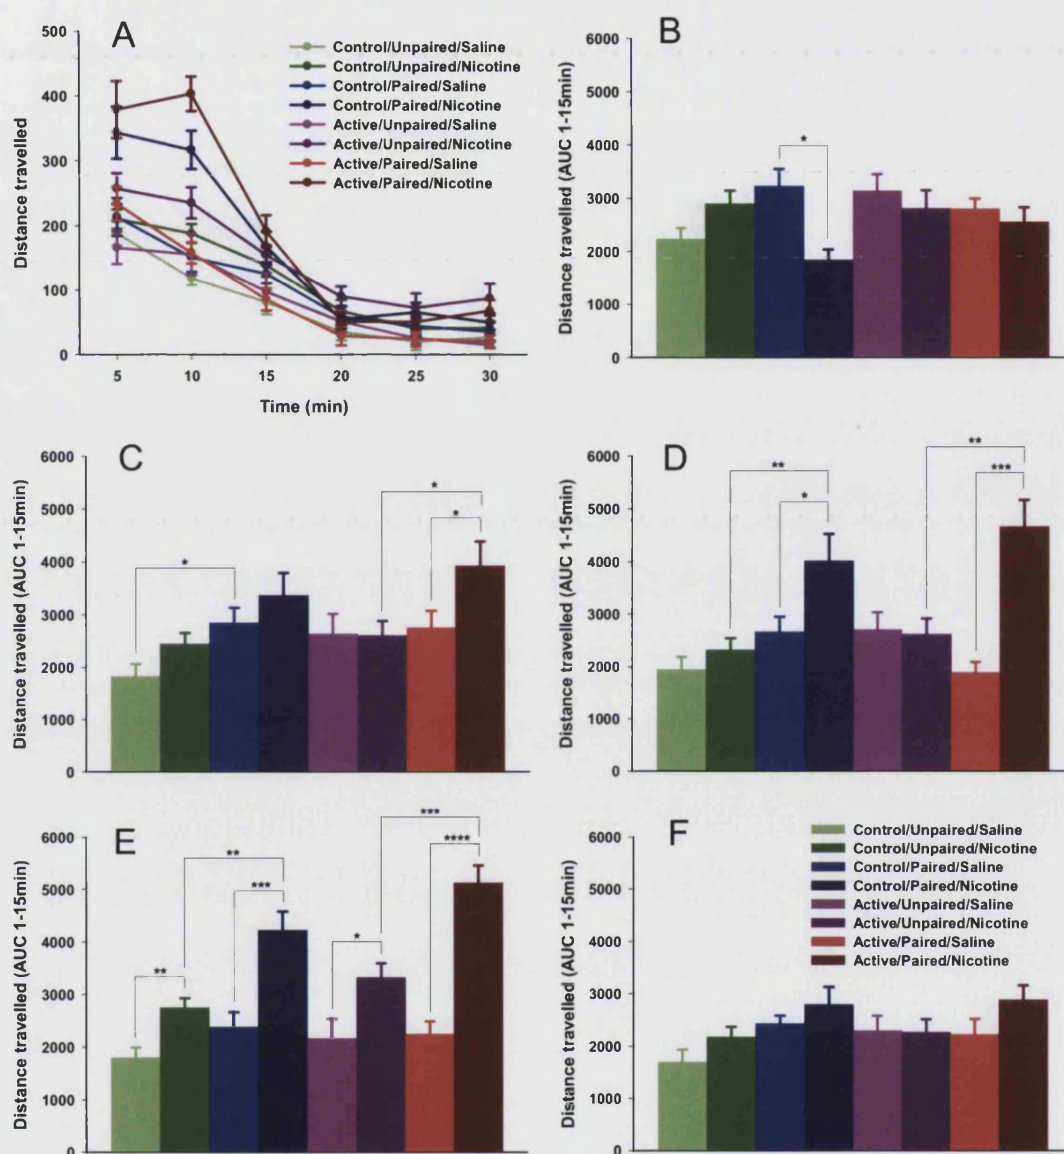 A
500
400
300
200
100
0
Distance travelled
5 10 15 20 25 30
Time (min)
Control/Unpaired/Saline
Control/Unpaired/Nicotine
Control/Paired/Saline
Control/Paired/Nicotine
Active/Unpaired/Saline
Active/Unpaired/Nicotine
Active/Paired/Saline
Active/Paired/Nicotine
B
6000
5000
4000
3000
2000
1000
0
Distance travelled (AUC 1-15min)
*
C
6000
5000
4000
3000
2000
1000
0
Distance travelled (AUC 1-15min)
*
*
*
D
6000
5000
4000
3000
2000
1000
0
Distance travelled (AUC 1-15min)
**
*
**
***
E
6000
5000
4000
3000
2000
1000
0
Distance travelled (AUC 1-15min)
**
**
***
*
***
****
F
6000
5000
4000
3000
2000
1000
0
Distance travelled (AUC 1-15min)
Control/Unpaired/Saline
Control/Unpaired/Nicotine
Control/Paired/Saline
Control/Paired/Nicotine
Active/Unpaired/Saline
Active/Unpaired/Nicotine
Active/Paired/Saline
Active/Paired/Nicotine